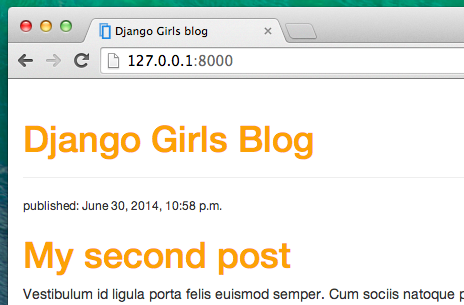 Django Girls blog
127.0.0.1:8000
Django Girls Blog
published: June 30, 2014, 10:58 p.m.
My second post
Vestibulum id ligula porta felis euismod semper. Cum sociis natoque